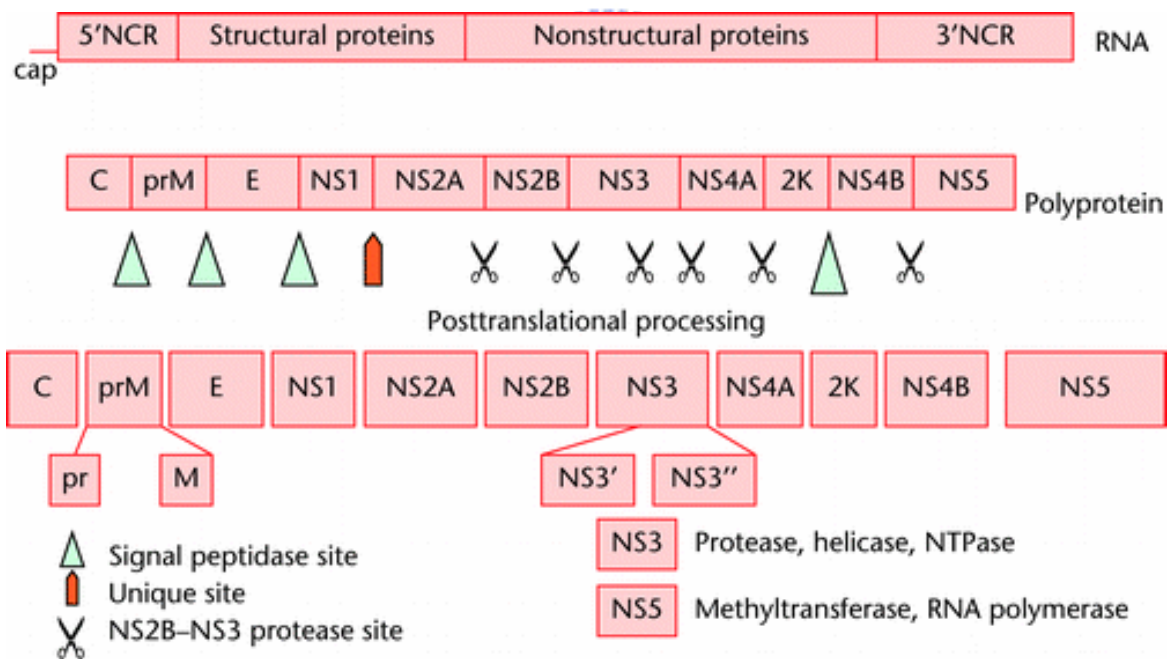 5′NCR Structural proteins Nonstructural proteins 3′NCR RNA
cap
C prM E NS1 NS2A NS2B NS3 NS4A 2K NS4B NS5
Polyprotein
Posttranslational processing
C prM E NS1 NS2A NS2B NS3 NS4A 2K NS4B NS5
pr M NS3′ NS3′′
NS3 Protease, helicase, NTPase
Signal peptidase site
Unique site
NS5 Methyltransferase, RNA polymerase
NS2B–NS3 protease site